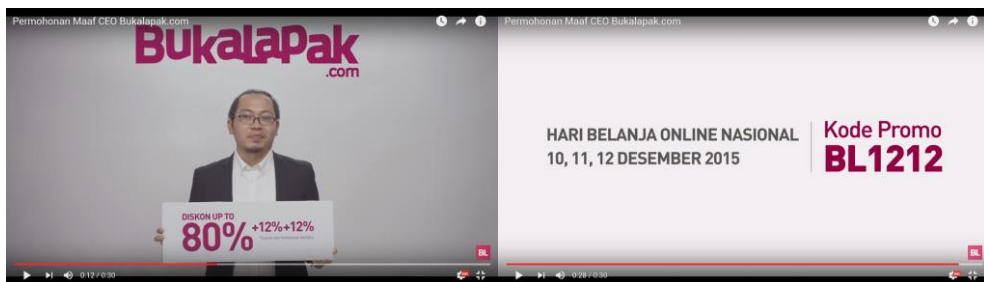 Permohonan Maaf CEO Bukalapak.com
Bukalapak
.com
DISKON UP TO
80% +12%+12%
BL
0:12 / 0:30
Permohonan Maaf CEO Bukalapak.com
HARI BELANJA ONLINE NASIONAL
10, 11, 12 DESEMBER 2015
Kode Promo
BL1212
BL
0:28 / 0:30